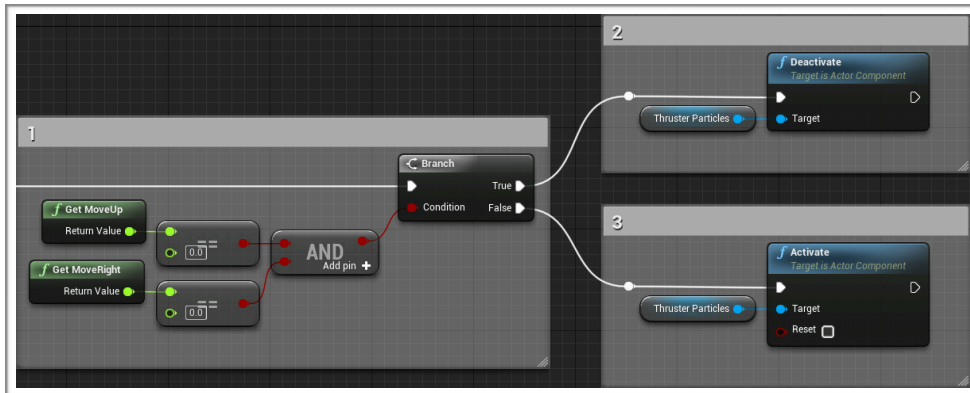 1
Get MoveUp
Return Value
==
0.0
Get MoveRight
Return Value
==
0.0
AND
Add pin +
Branch
True
Condition
False
2
Deactivate
Target is Actor Component
Thruster Particles
Target
3
Activate
Target is Actor Component
Thruster Particles
Target
Reset